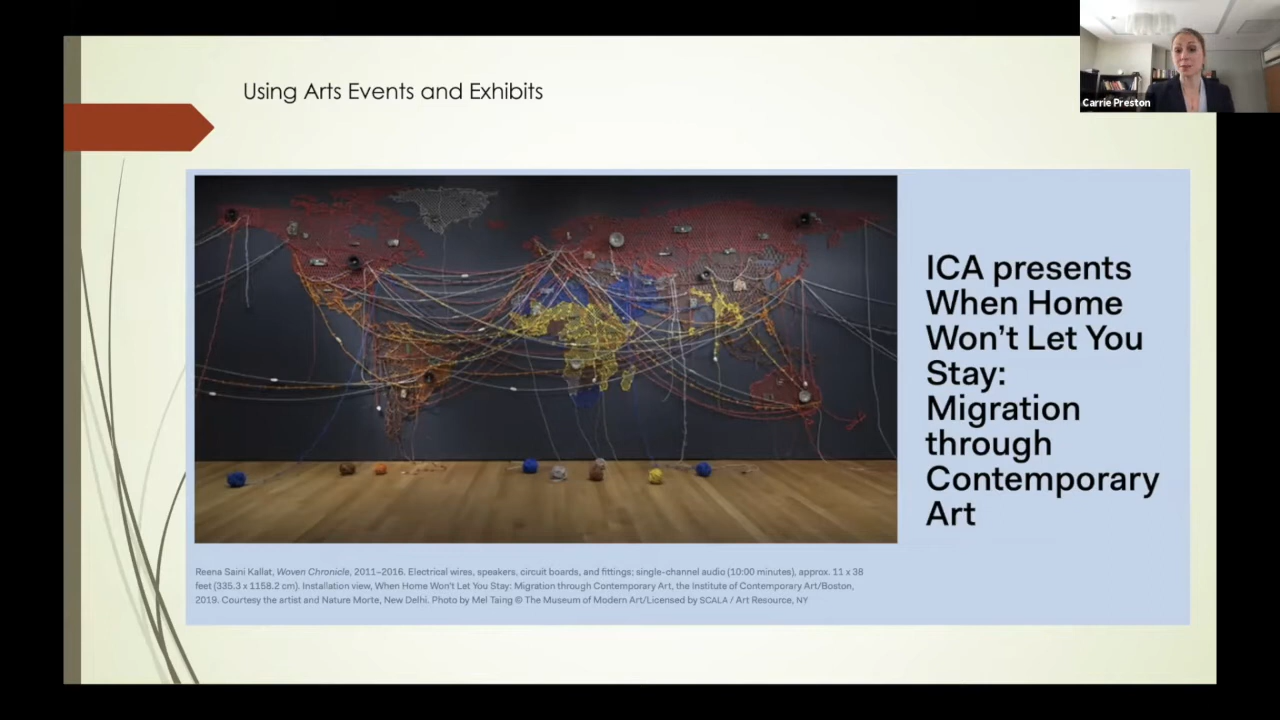 Using Arts Events and Exhibits
Carrie Preston
ICA presents
When Home
Won't Let You
Stay:
Migration
through
Contemporary
Art
Reena Saini Kallat, Woven Chronicle, 2011–2016. Electrical wires, speakers, circuit boards, and fittings; single-channel audio (10:00 minutes), approx. 11 x 38
feet (335.3 x 1158.2 cm). Installation view, When Home Won't Let You Stay: Migration through Contemporary Art, the Institute of Contemporary Art/Boston,
2019. Courtesy the artist and Nature Morte, New Delhi. Photo by Mel Taing © The Museum of Modern Art/Licensed by SCALA / Art Resource, NY